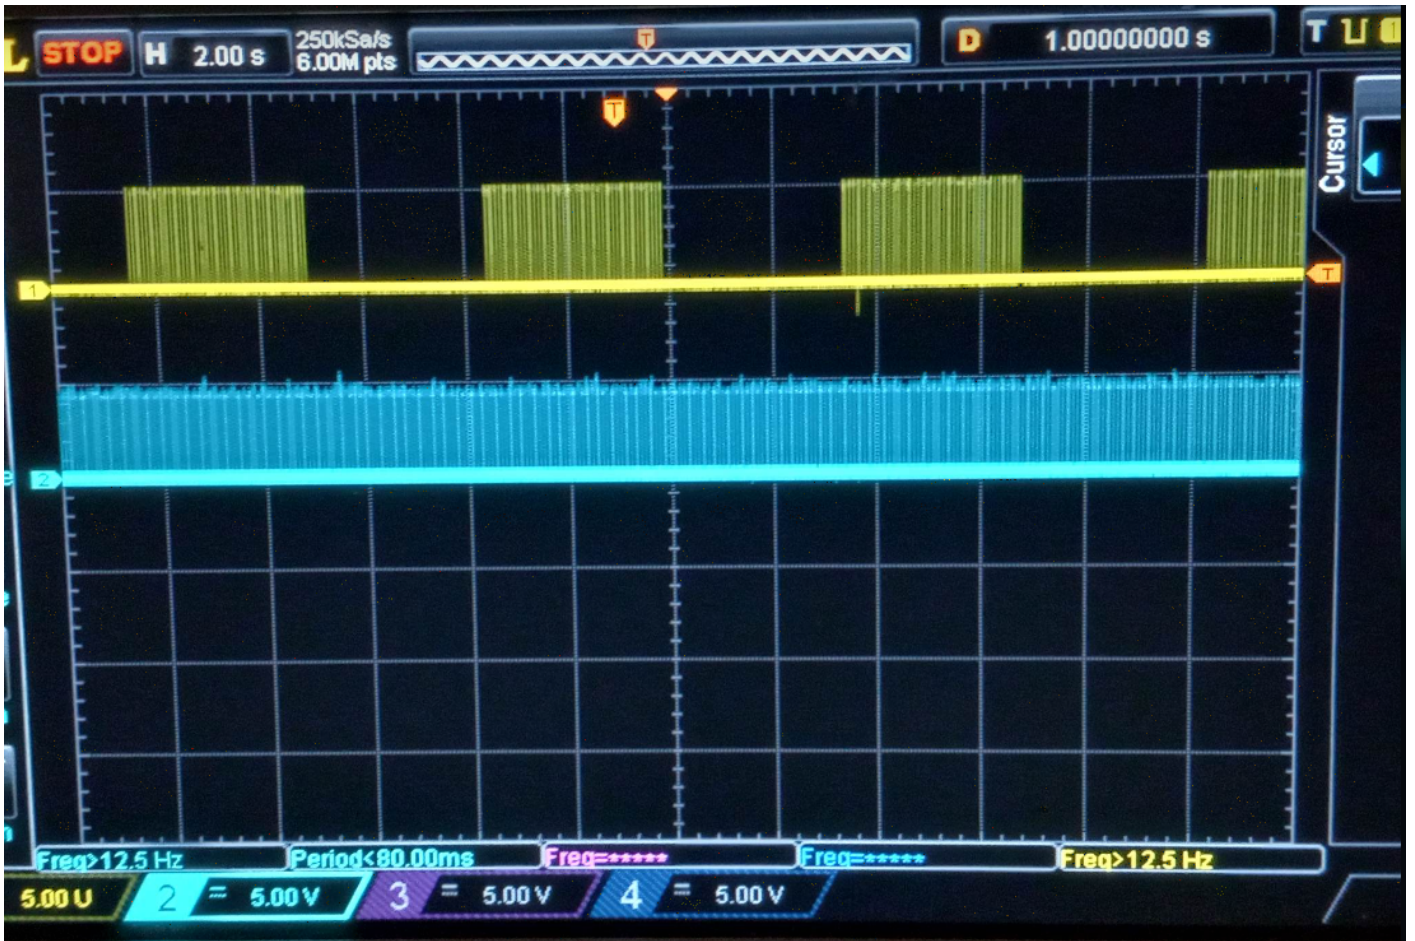 L STOP H 2.00 s 250kSa/s D 1.00000000 s T 1
6.00M pts
T
T
Cursor
1
T
2
Freq>12.5 Hz Period<80.00ms Freq=***** Freq=***** Freq>12.5 Hz
5.00 U 2 5.00 V 3 5.00 V 4 5.00 V